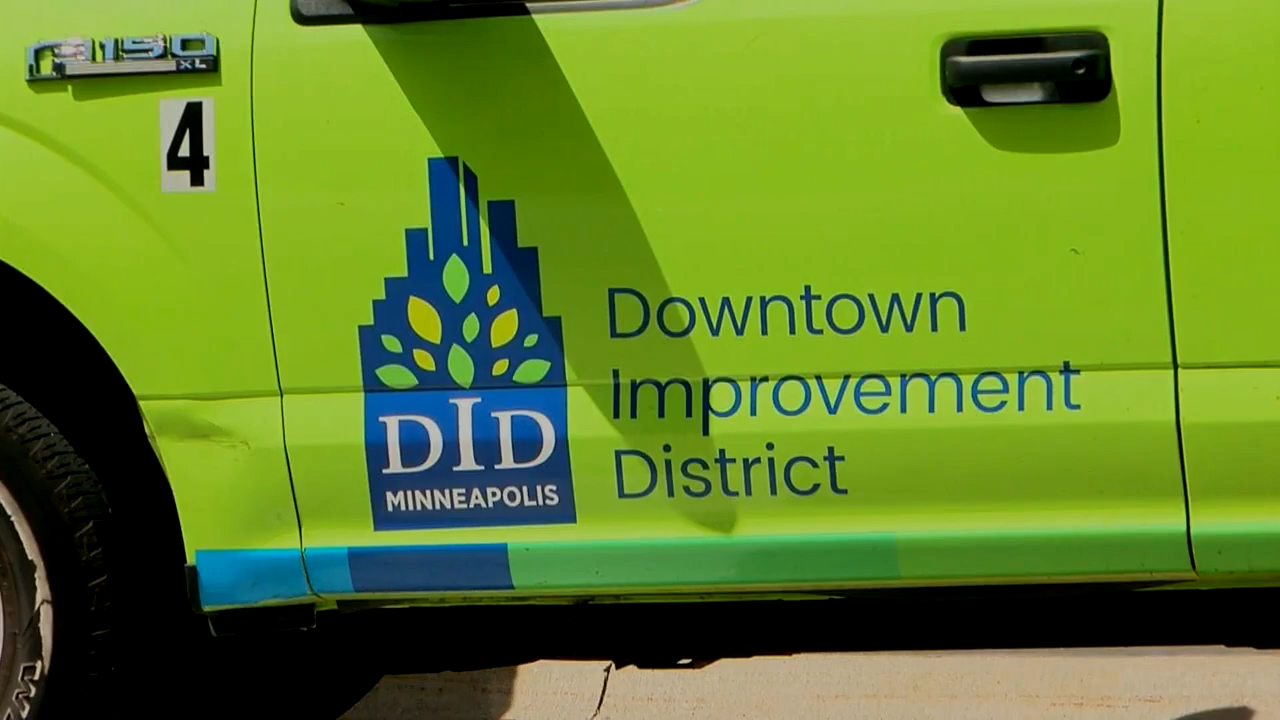 F150
XL
4
DID
MINNEAPOLIS
Downtown
Improvement
District